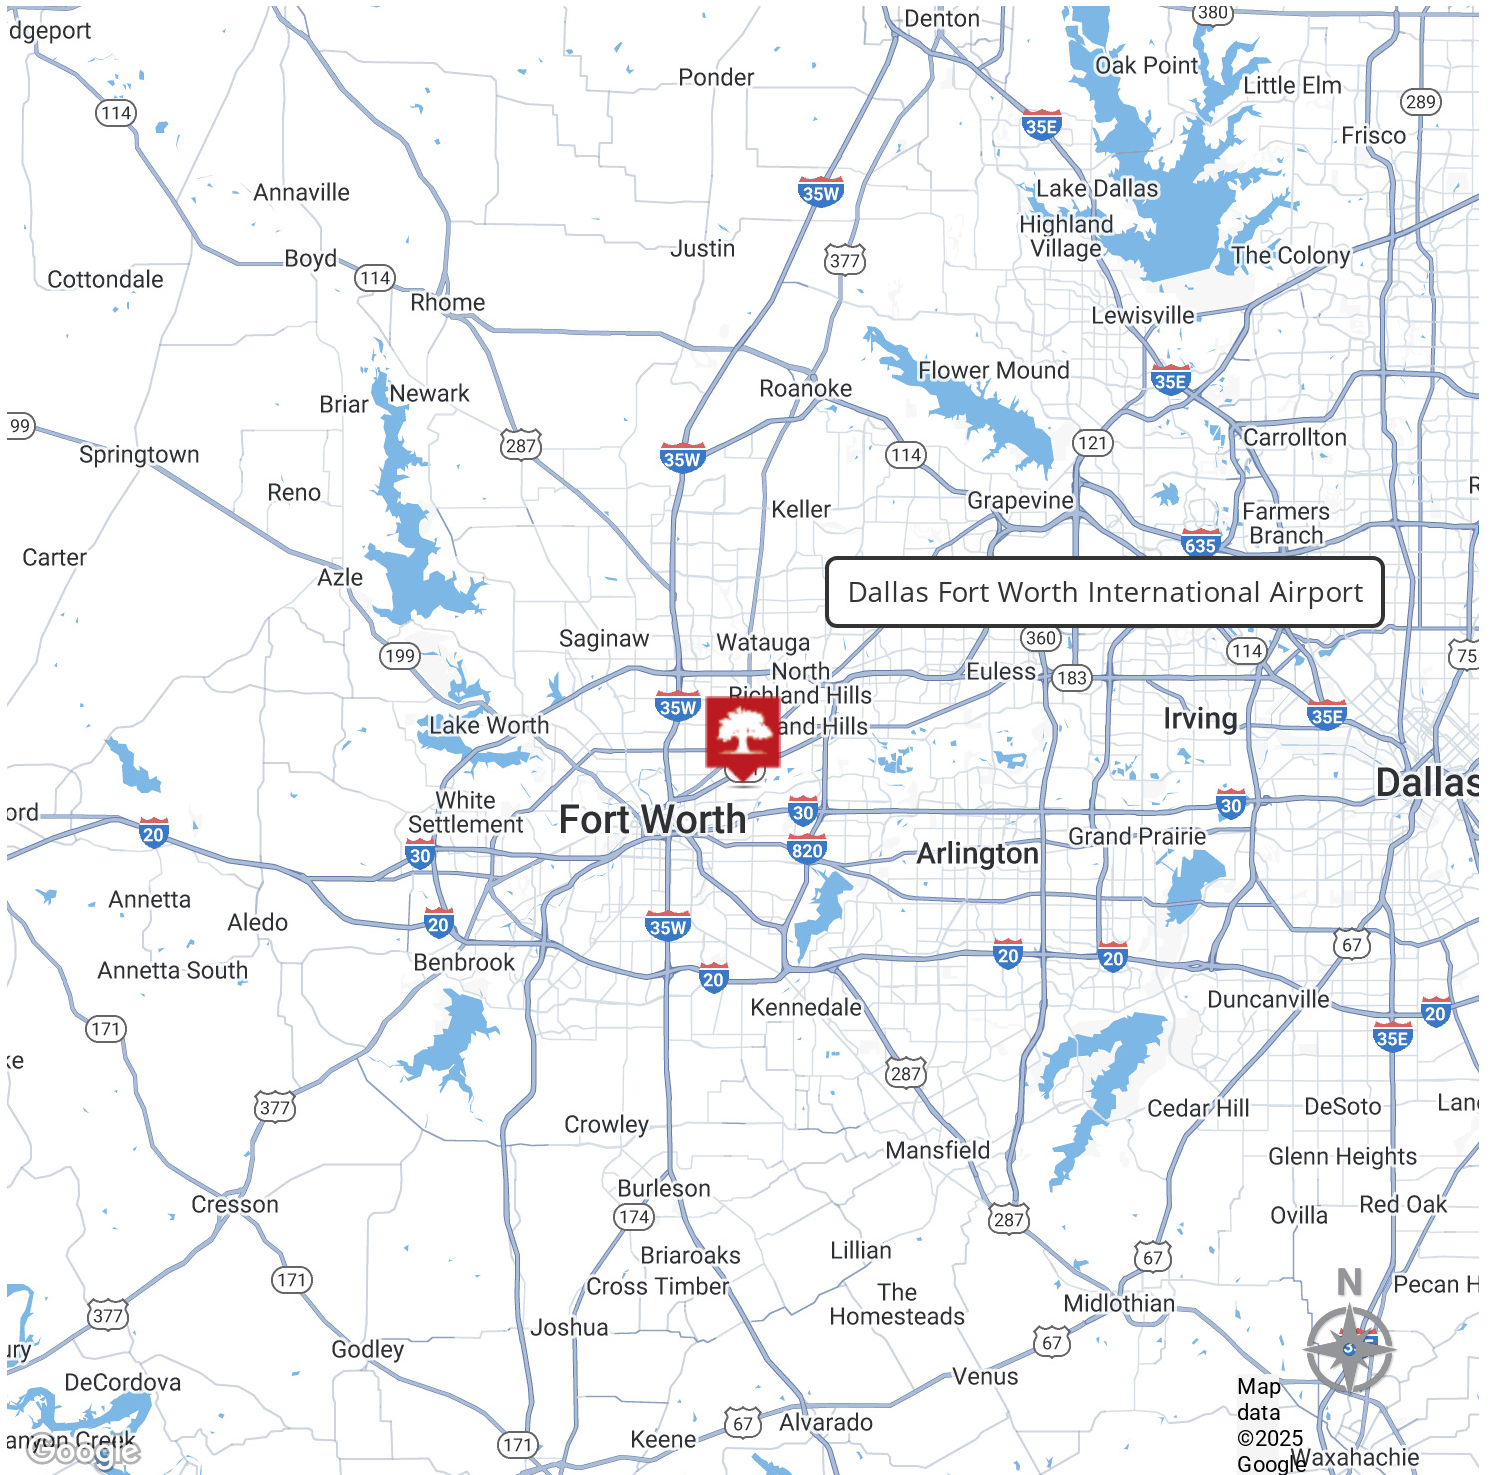 dgeport
Denton
380
Oak Point
Ponder
Little Elm
114
289
35E
Frisco
35W
Annaville
Lake Dallas
Highland
Village
Justin
377
The Colony
Boyd
Cottondale
114
Rhome
Lewisville
Flower Mound
35E
Roanoke
Newark
Briar
99
287
121
Carrollton
Springtown
35W
114
Reno
Keller
Grapevine
Farmers
Branch
635
Carter
Azle
Dallas Fort Worth International Airport
Saginaw
Watauga
360
114
75
199
North
Richland Hills
Euless
183
35W
Lake Worth
and Hills
Irving
35E
Dallas
White
Settlement
Fort Worth
30
30
ord
20
30
820
Arlington
Grand Prairie
Annetta
Aledo
20
35W
67
Annetta South
Benbrook
20
20
20
Kennedale
Duncanville
20
171
35E
ke
287
377
Cedar Hill
DeSoto
Lanc
Crowley
Mansfield
Glenn Heights
Burleson
Cresson
174
287
Ovilla
Red Oak
Briaroaks
Lillian
67
171
Cross Timber
The
Homesteads
N
Pecan H
Midlothian
377
Joshua
67
ury
Godley
Venus
DeCordova
67
Alvarado
anyon Creek
Google
171
Keene
Map
data
©2025
Google
Waxahachie